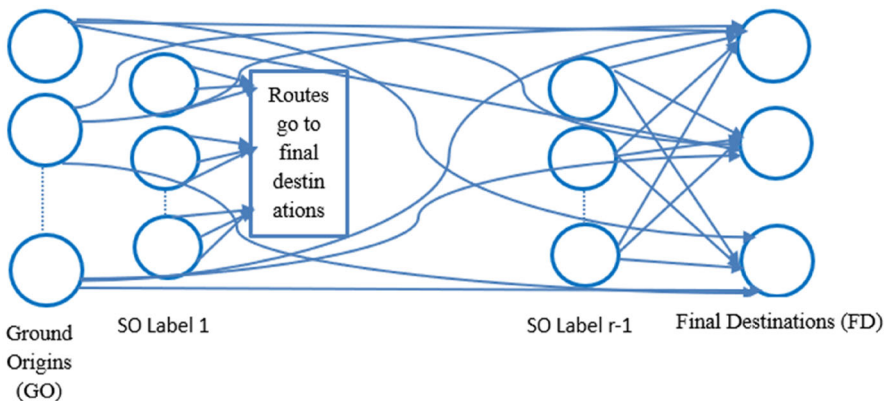 Routes
go to
final
destin
ations
Ground
Origins
(GO)
SO Label 1
SO Label r-1
Final Destinations (FD)